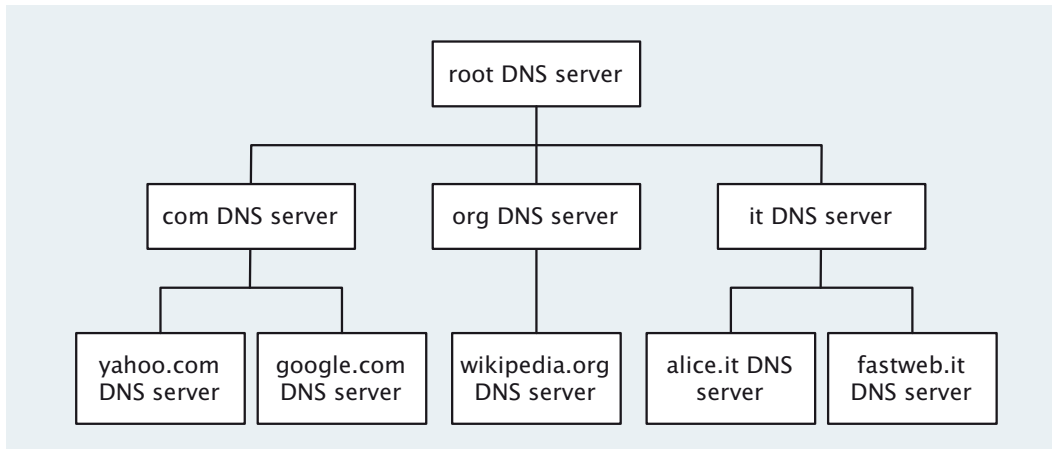 root DNS server
com DNS server
org DNS server
it DNS server
yahoo.com
DNS server
google.com
DNS server
wikipedia.org
DNS server
alice.it DNS
server
fastweb.it
DNS server